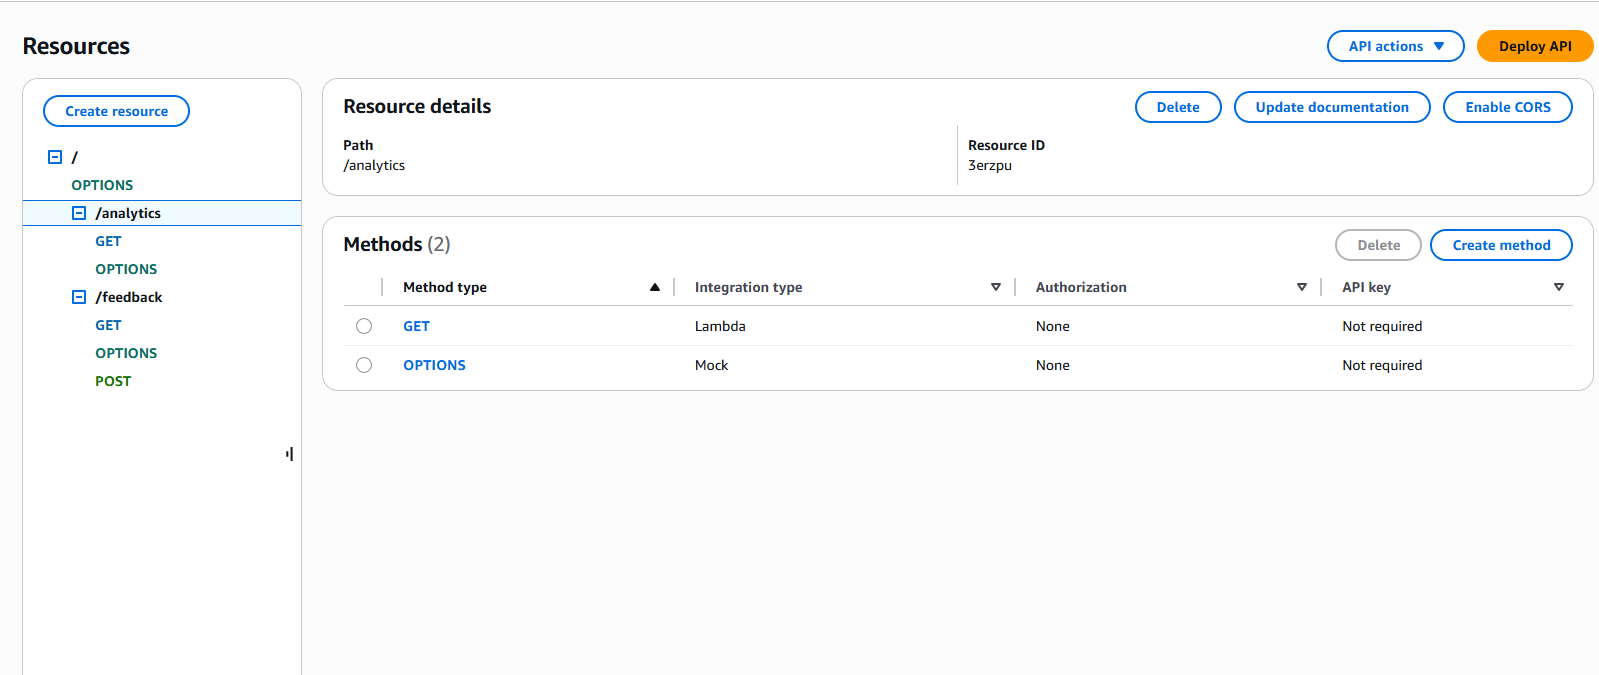 Resources
API actions
Deploy API
Create resource
/
OPTIONS
/analytics
GET
OPTIONS
/feedback
GET
OPTIONS
POST
Resource details
Delete
Update documentation
Enable CORS
Path
/analytics
Resource ID
3erzpu
Methods (2)
Delete
Create method
Method type Integration type Authorization API key
GET Lambda None Not required
OPTIONS Mock None Not required